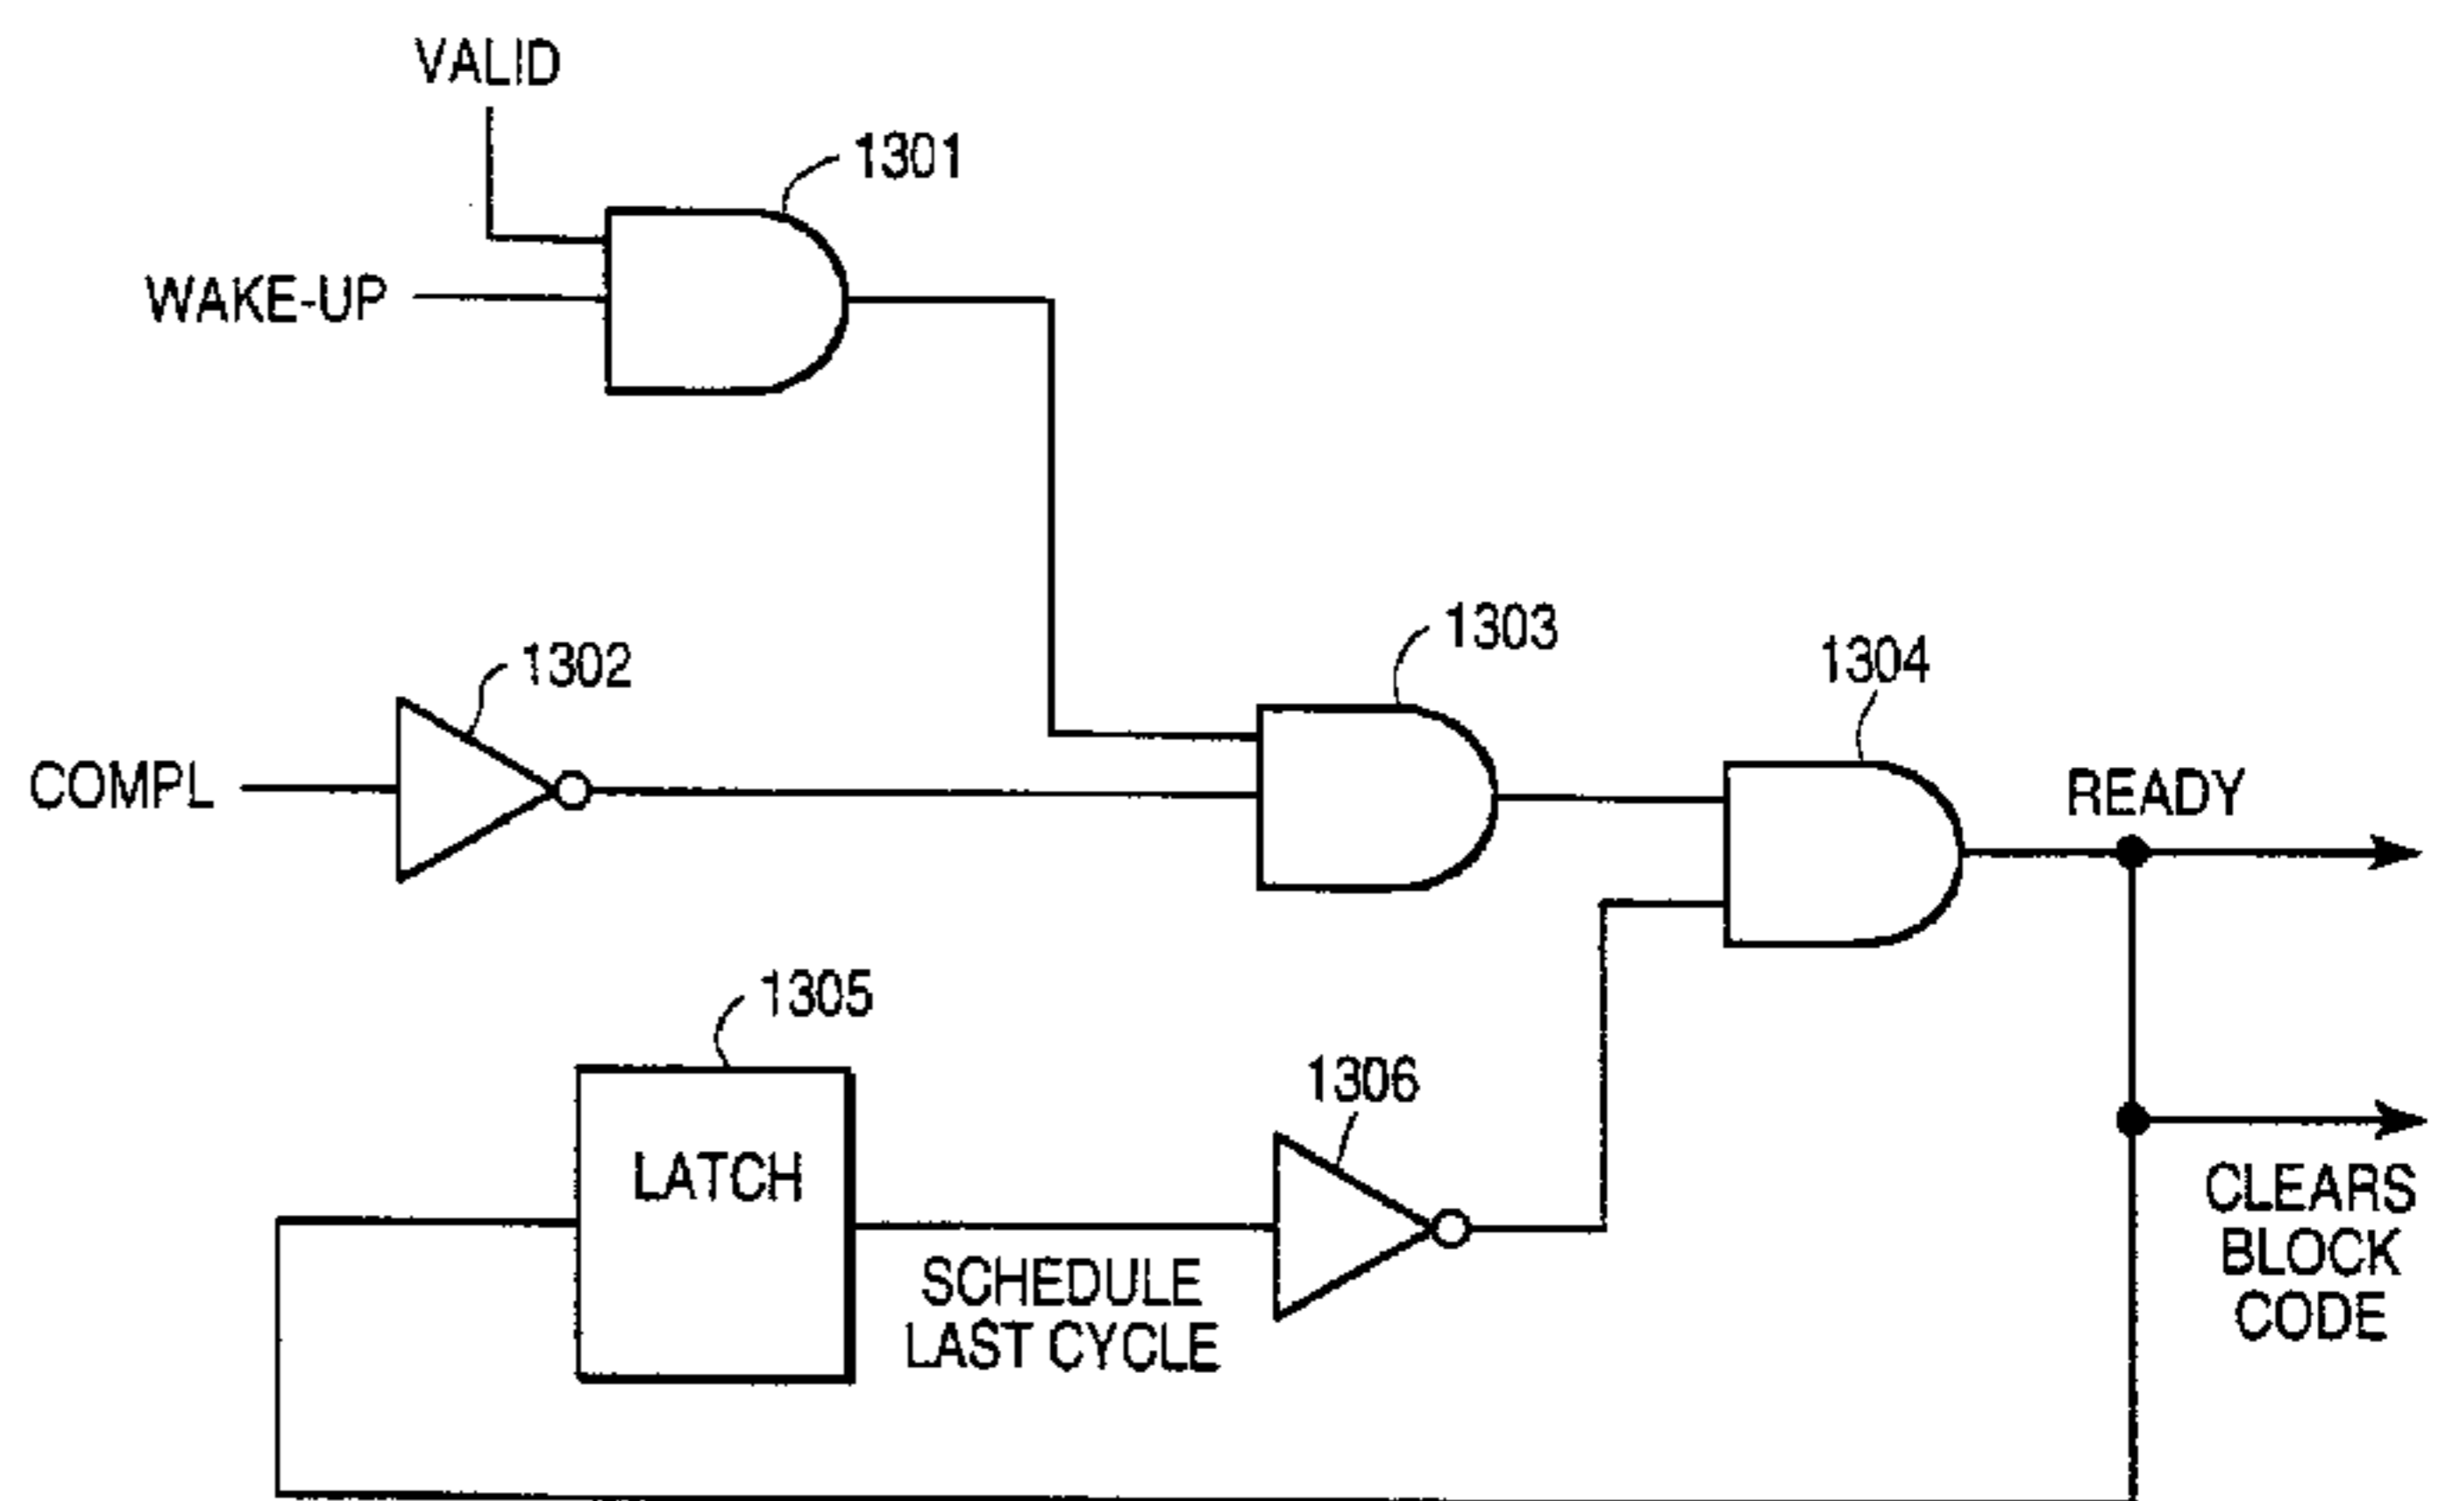 VALID
1301
WAKE-UP
1303
1304
1302
COMPL
READY
1305
1306
LATCH
SCHEDULE
LAST CYCLE
CLEARS
BLOCK
CODE